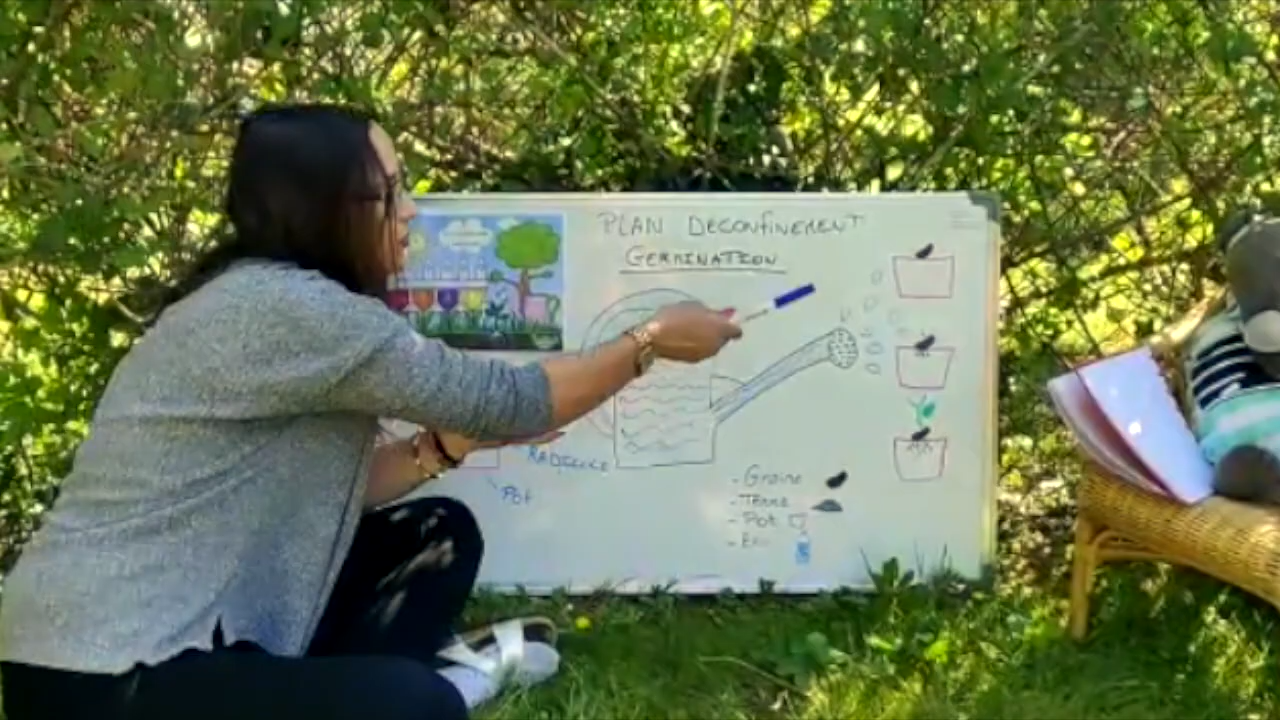 PLAN DECONFINEMENT
GERMINATION
RADICULE
Pot
- Graine
- Terre
- Pot
- Eau